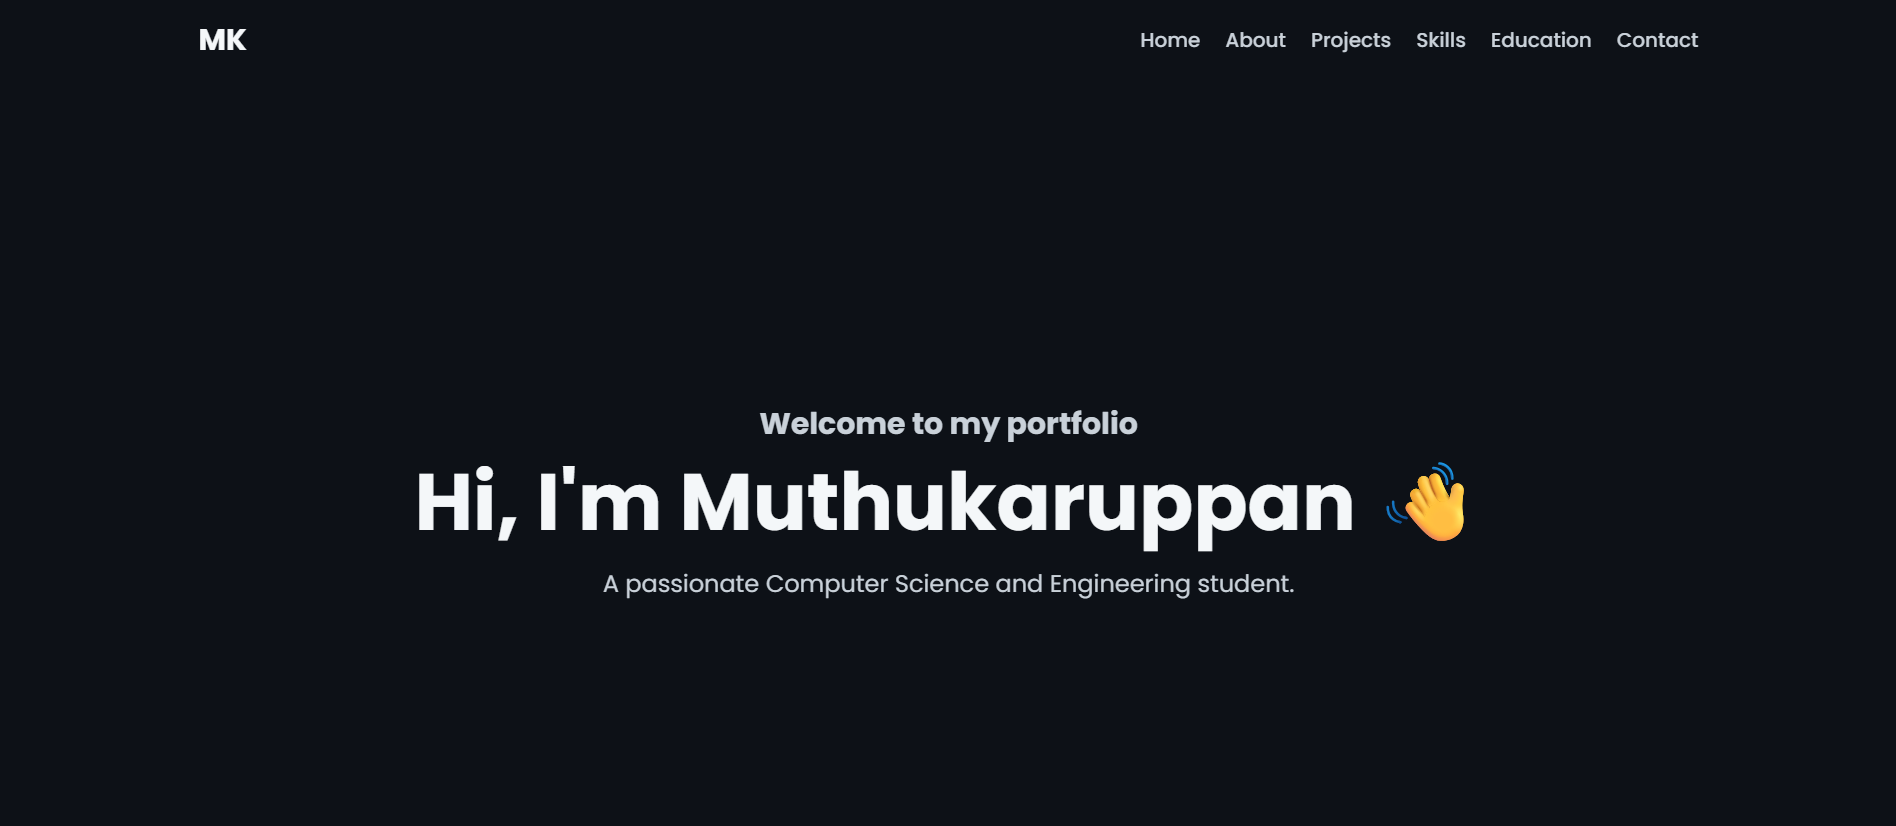 MK
Home About Projects Skills Education Contact
Welcome to my portfolio
Hi, I'm Muthukaruppan 👋
A passionate Computer Science and Engineering student.